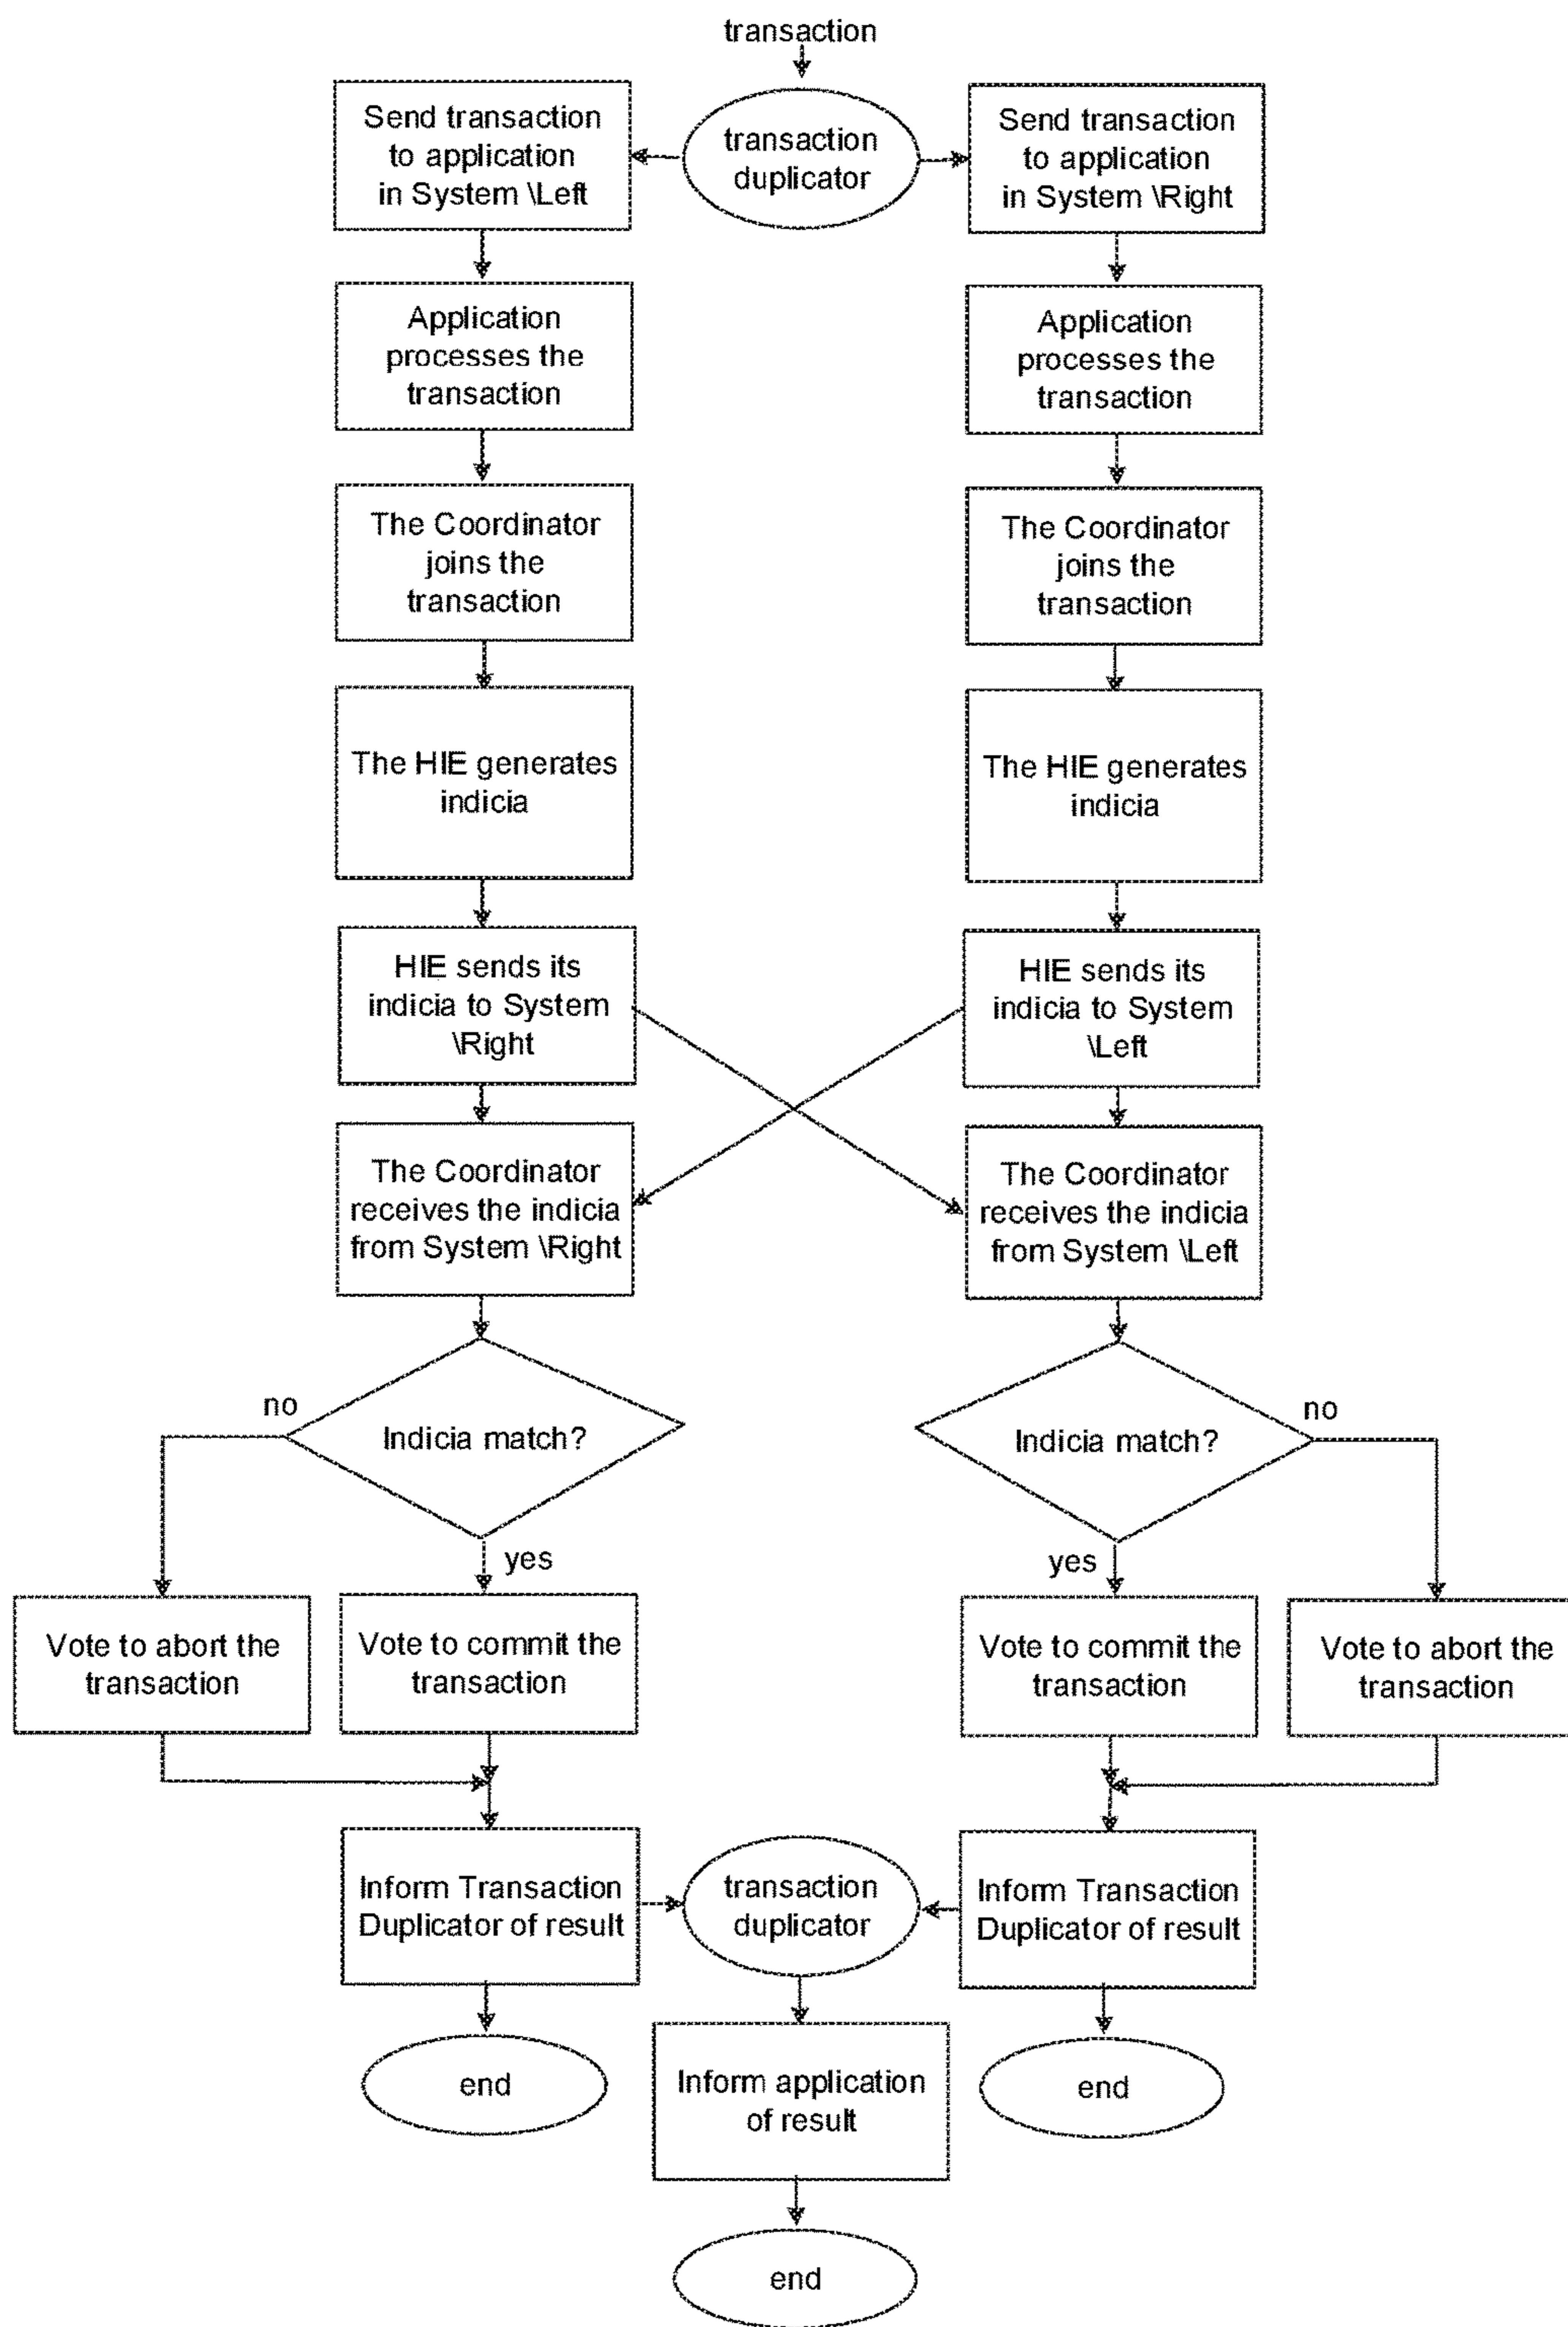 transaction
Send transaction
to application
in System \Left
transaction
duplicator
Send transaction
to application
in System \Right
Application
processes the
transaction
Application
processes the
transaction
The Coordinator
joins the
transaction
The Coordinator
joins the
transaction
The HIE generates
indicia
The HIE generates
indicia
HIE sends its
indicia to System
\Right
HIE sends its
indicia to System
\Left
The Coordinator
receives the indicia
from System \Right
The Coordinator
receives the indicia
from System \Left
no
Indicia match?
yes
Indicia match?
no
yes
Vote to abort the
transaction
Vote to commit the
transaction
Vote to commit the
transaction
Vote to abort the
transaction
Inform Transaction
Duplicator of result
transaction
duplicator
Inform Transaction
Duplicator of result
end
Inform application
of result
end
end